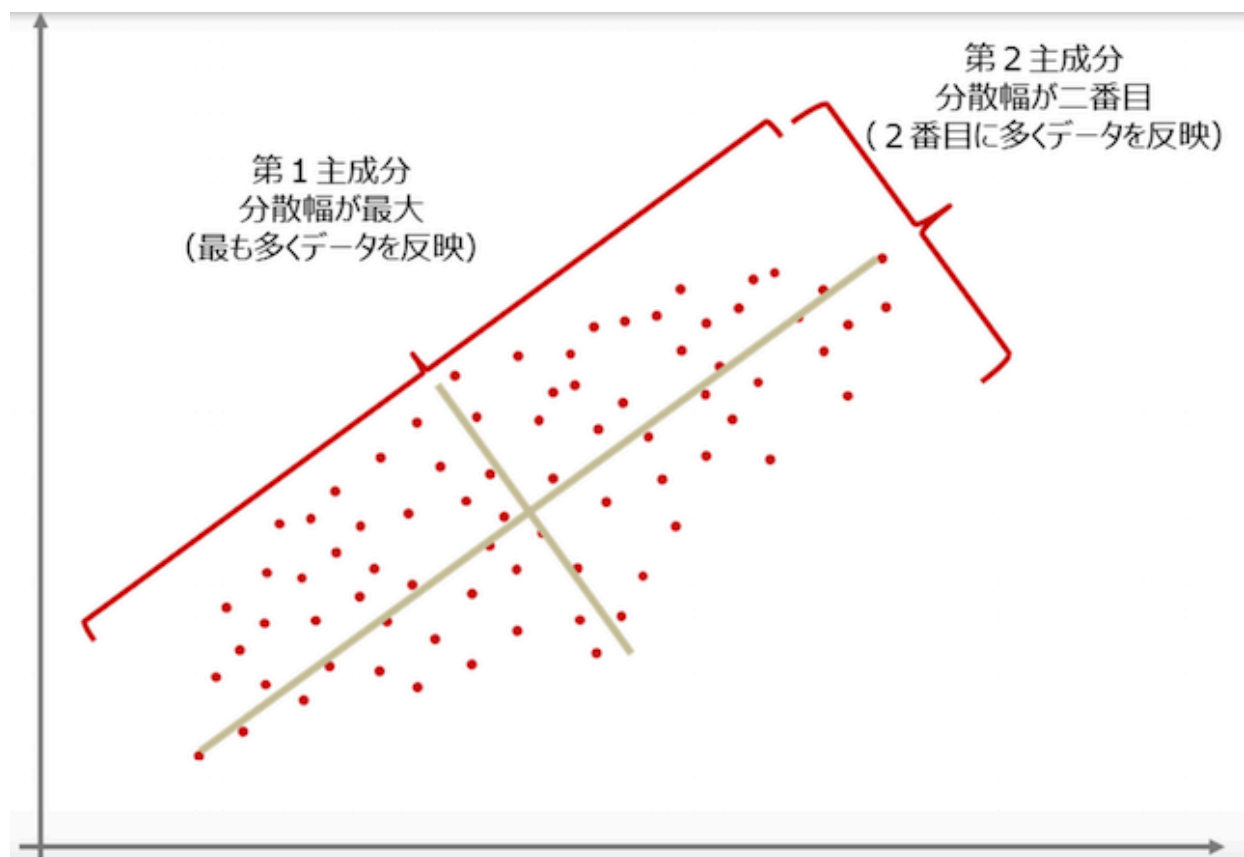 第１主成分
分散幅が最大
（最も多くデータを反映）
第２主成分
分散幅が二番目
（２番目に多くデータを反映）